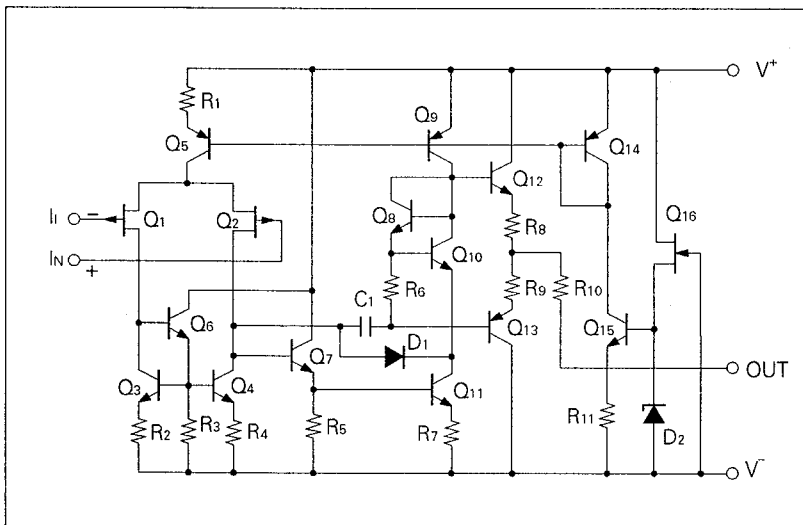 V+
R1
Q9
Q5
Q14
Q12
II
−
Q1
Q2
Q8
Q16
R8
IN
+
Q10
R6
R9
R10
C1
Q6
Q13
Q15
D1
Q7
OUT
Q3
Q4
Q11
R2
R3
R4
R5
R7
R11
D2
V−